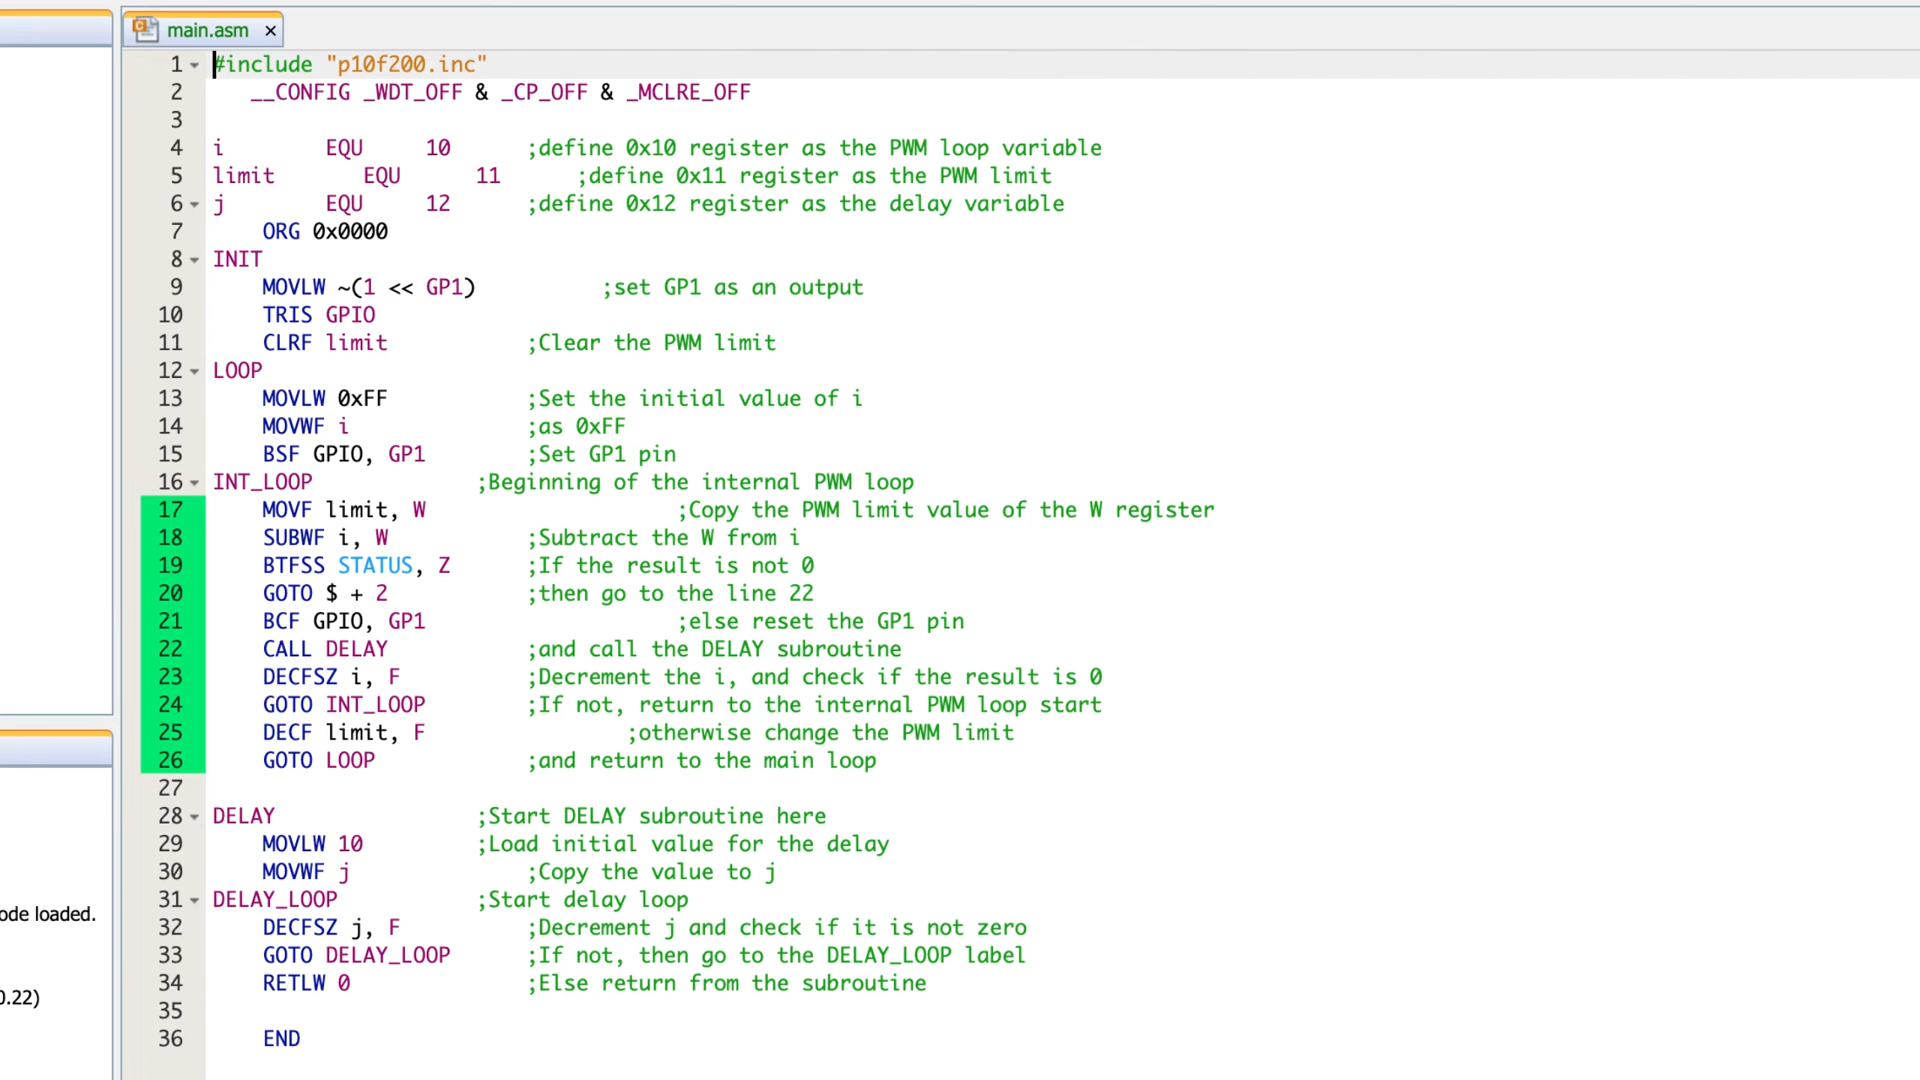 main.asm ×
1 #include "p10f200.inc"
2 __CONFIG _WDT_OFF & _CP_OFF & _MCLRE_OFF
3
4 i EQU 10 ;define 0x10 register as the PWM loop variable
5 limit EQU 11 ;define 0x11 register as the PWM limit
6 j EQU 12 ;define 0x12 register as the delay variable
7 ORG 0x0000
8 INIT
9 MOVLW ~(1 << GP1) ;set GP1 as an output
10 TRIS GPIO
11 CLRF limit ;Clear the PWM limit
12 LOOP
13 MOVLW 0xFF ;Set the initial value of i
14 MOVWF i ;as 0xFF
15 BSF GPIO, GP1 ;Set GP1 pin
16 INT_LOOP ;Beginning of the internal PWM loop
17 MOVF limit, W ;Copy the PWM limit value of the W register
18 SUBWF i, W ;Subtract the W from i
19 BTFSS STATUS, Z ;If the result is not 0
20 GOTO $ + 2 ;then go to the line 22
21 BCF GPIO, GP1 ;else reset the GP1 pin
22 CALL DELAY ;and call the DELAY subroutine
23 DECFSZ i, F ;Decrement the i, and check if the result is 0
24 GOTO INT_LOOP ;If not, return to the internal PWM loop start
25 DECF limit, F ;otherwise change the PWM limit
26 GOTO LOOP ;and return to the main loop
27
28 DELAY ;Start DELAY subroutine here
29 MOVLW 10 ;Load initial value for the delay
30 MOVWF j ;Copy the value to j
31 DELAY_LOOP ;Start delay loop
32 DECFSZ j, F ;Decrement j and check if it is not zero
33 GOTO DELAY_LOOP ;If not, then go to the DELAY_LOOP label
34 RETLW 0 ;Else return from the subroutine
35
36 END
ode loaded.
0.22)